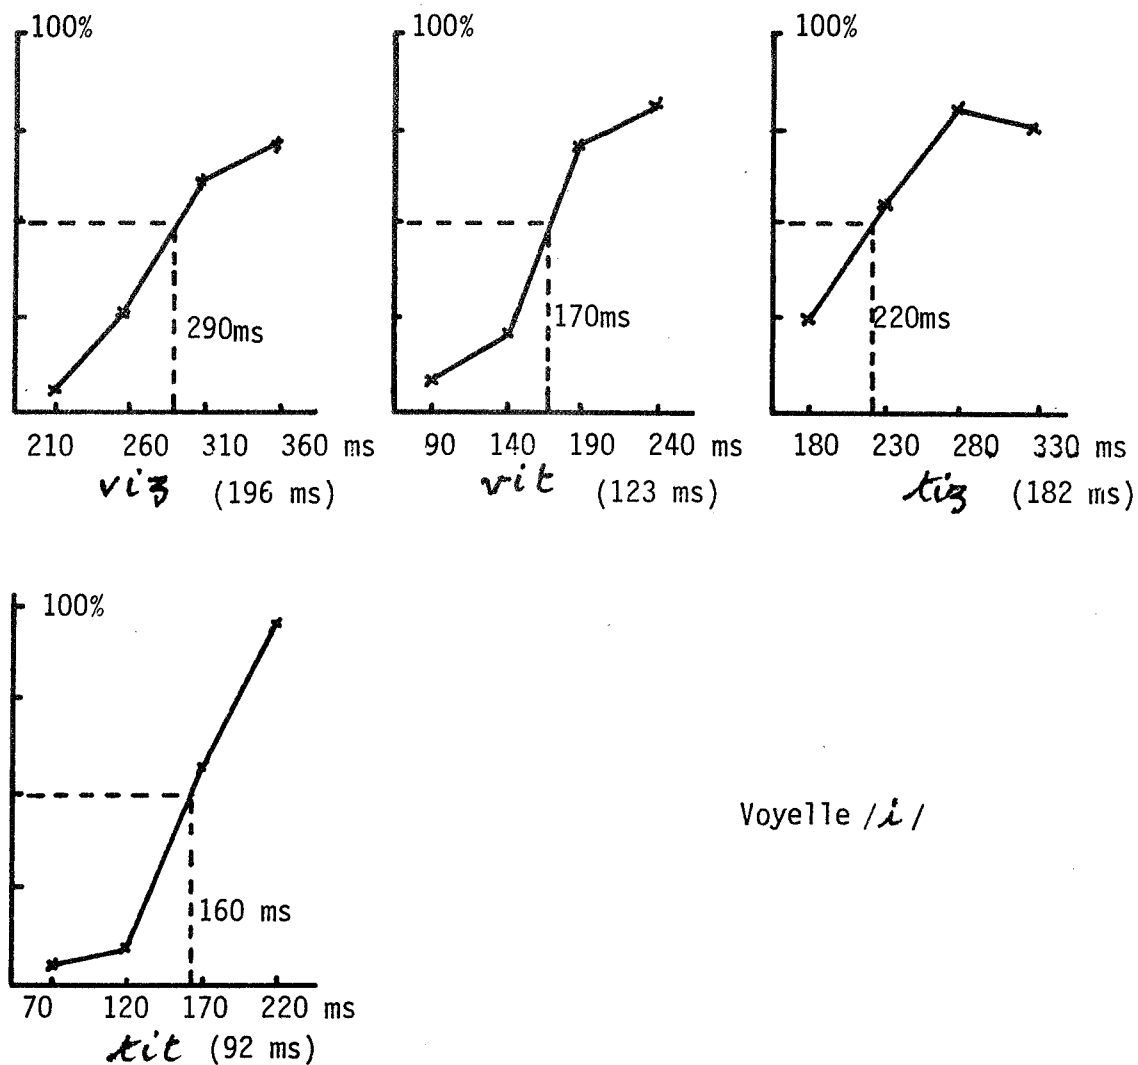 100% 100% 100%
290ms 170ms 220ms
210 260 310 360 ms 90 140 190 240 ms 180 230 280 330 ms
viz (196 ms) vit (123 ms) tiz (182 ms)
100%
Voyelle /i/
160 ms
70 120 170 220 ms
tit (92 ms)